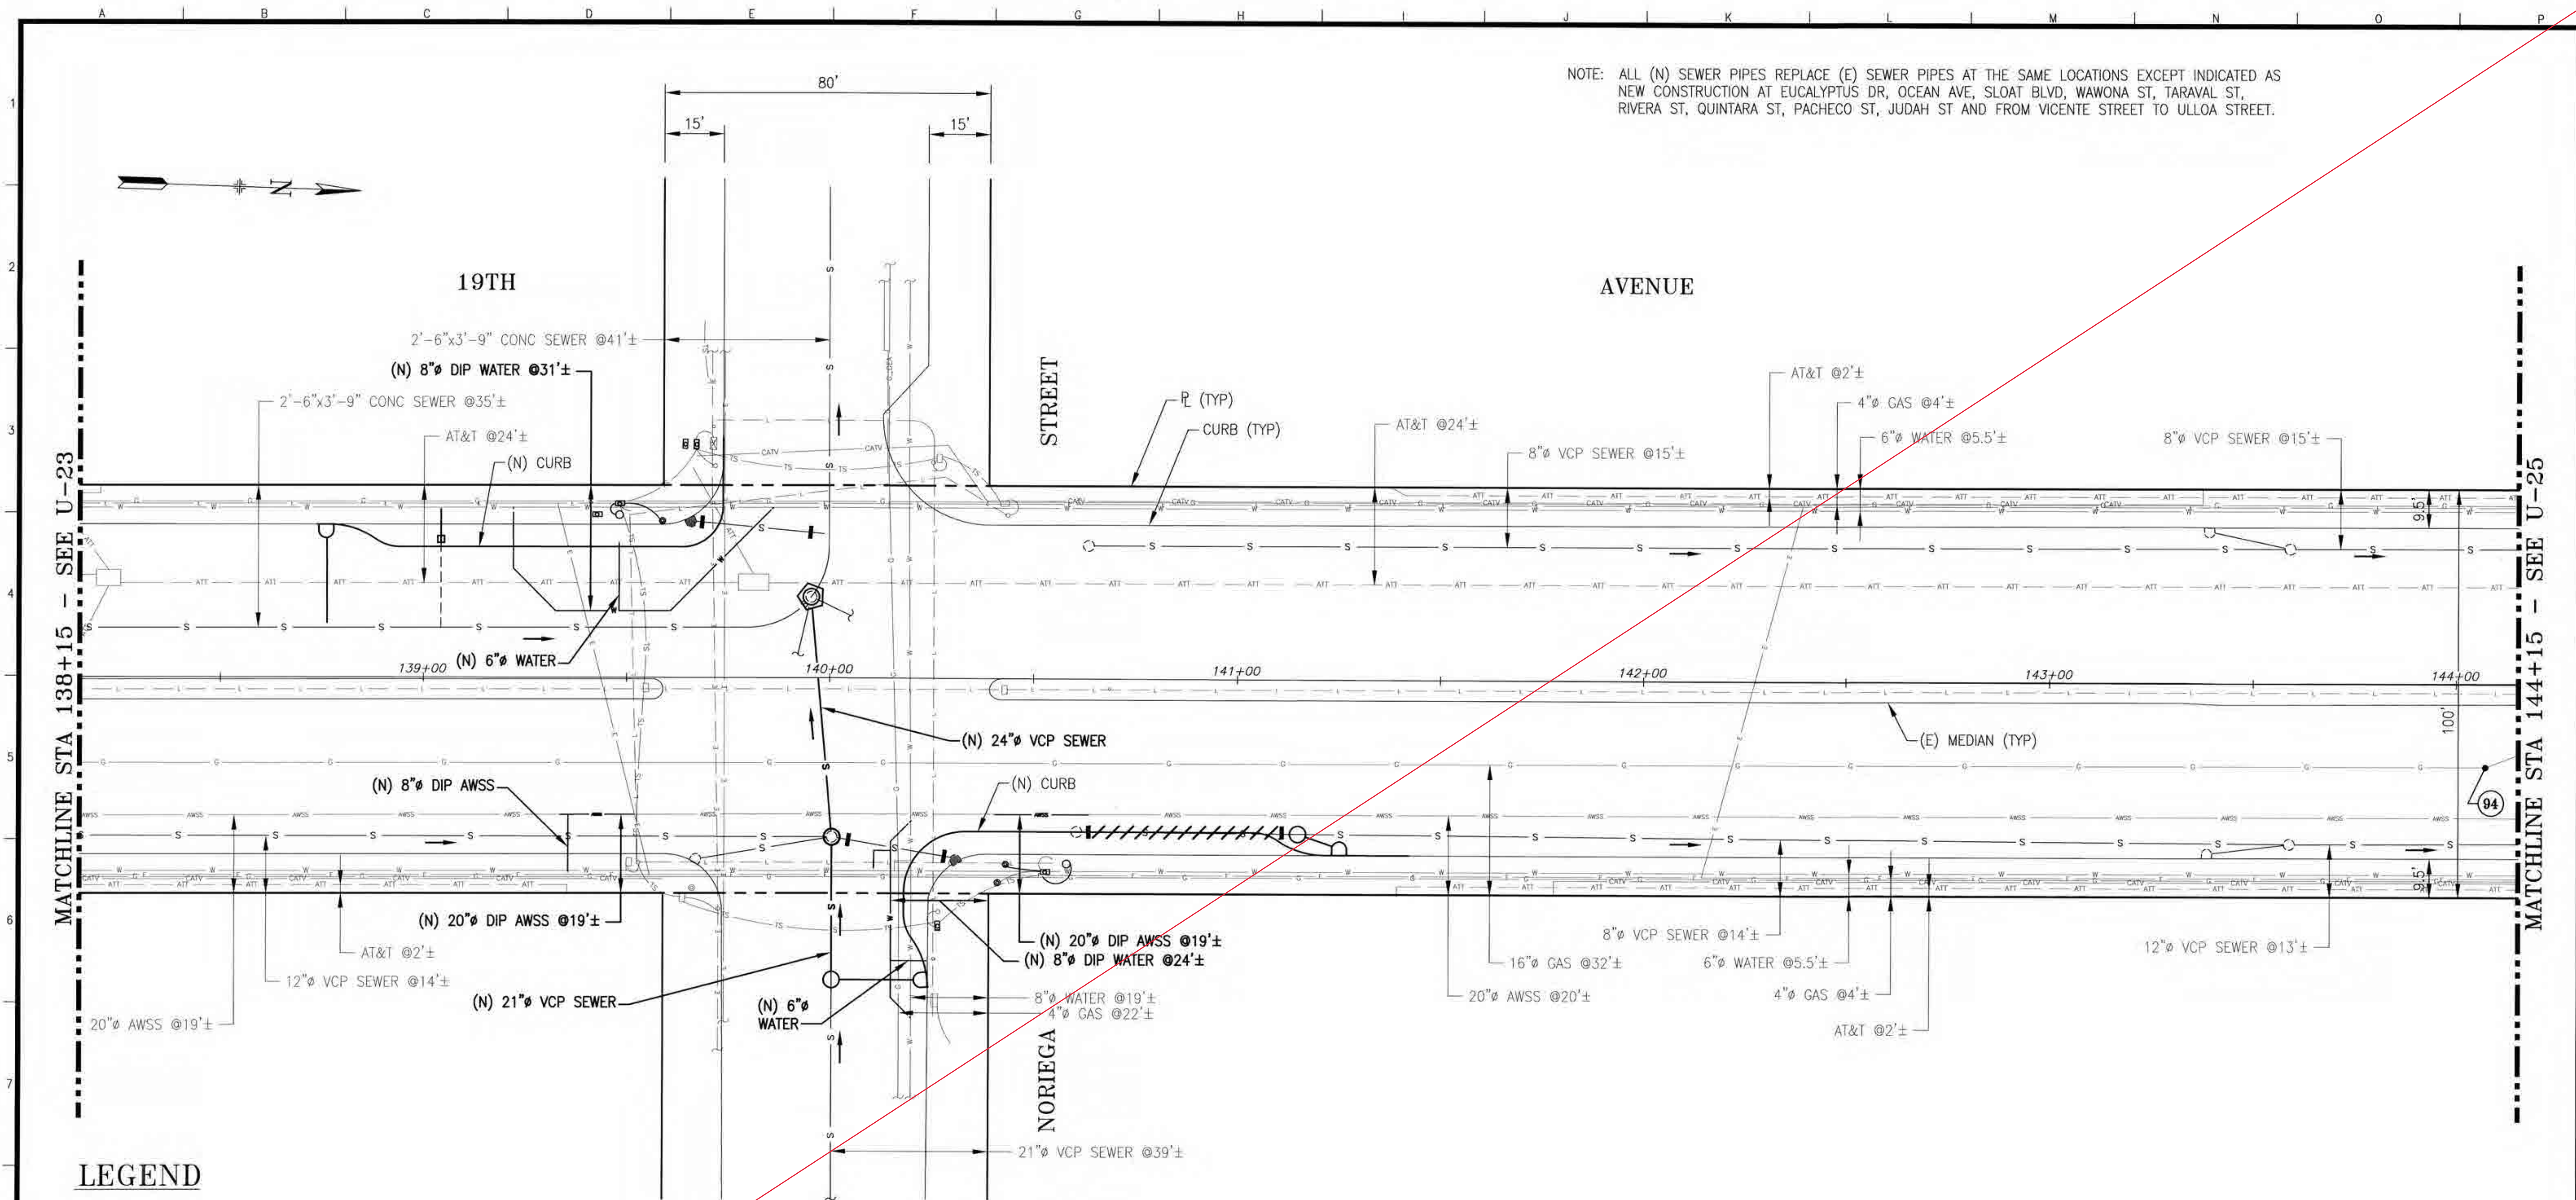 A B C D E F G H J K L M N O P
1
2
3
4
5
6
7
NOTE: ALL (N) SEWER PIPES REPLACE (E) SEWER PIPES AT THE SAME LOCATIONS EXCEPT INDICATED AS
NEW CONSTRUCTION AT EUCALYPTUS DR, OCEAN AVE, SLOAT BLVD, WAWONA ST, TARAVAL ST,
RIVERA ST, QUINTARA ST, PACHECO ST, JUDAH ST AND FROM VICENTE STREET TO ULLOA STREET.
80'
15'
15'
N
19TH
AVENUE
STREET
NORIEGA
MATCHLINE STA 138+15 - SEE U-23
MATCHLINE STA 144+15 - SEE U-25
2'-6"x3'-9" CONC SEWER @41'±
(N) 8"ø DIP WATER @31'±
2'-6"x3'-9" CONC SEWER @35'±
AT&T @24'±
(N) CURB
℄ (TYP)
CURB (TYP)
AT&T @24'±
8"ø VCP SEWER @15'±
AT&T @2'±
4"ø GAS @4'±
6"ø WATER @5.5'±
8"ø VCP SEWER @15'±
9.5'
(N) 6"ø WATER
139+00
140+00
141+00
142+00
143+00
144+00
100'
(N) 24"ø VCP SEWER
(E) MEDIAN (TYP)
(N) 8"ø DIP AWSS
(N) CURB
94
9.5'
(N) 20"ø DIP AWSS @19'±
AT&T @2'±
12"ø VCP SEWER @14'±
20"ø AWSS @19'±
(N) 21"ø VCP SEWER
(N) 6"ø
WATER
(N) 20"ø DIP AWSS @19'±
(N) 8"ø DIP WATER @24'±
8"ø WATER @19'±
4"ø GAS @22'±
21"ø VCP SEWER @39'±
16"ø GAS @32'±
20"ø AWSS @20'±
8"ø VCP SEWER @14'±
6"ø WATER @5.5'±
4"ø GAS @4'±
AT&T @2'±
12"ø VCP SEWER @13'±
LEGEND